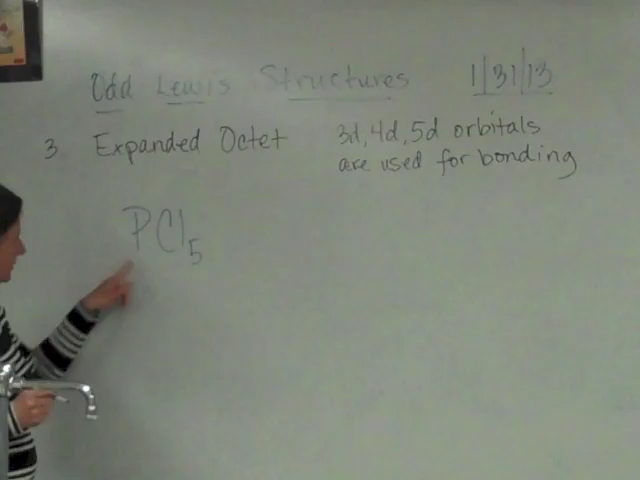 Odd Lewis Structures 1|31|13
3 Expanded Octet 3d, 4d, 5d orbitals
are used for bonding
PCl5